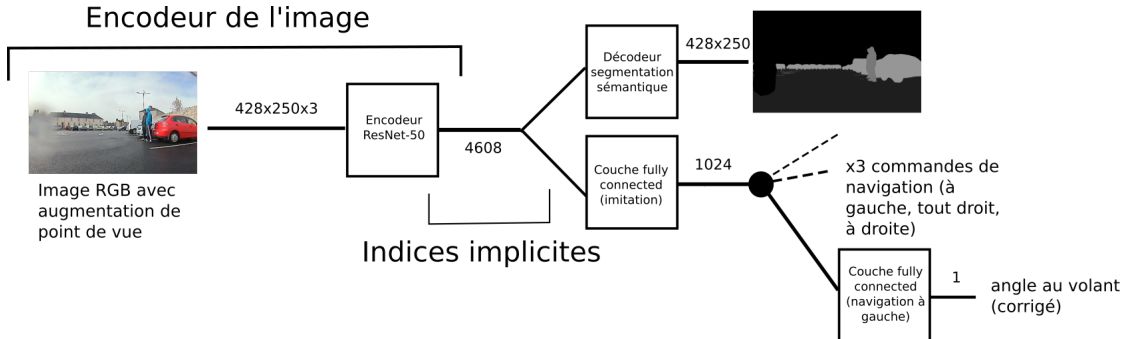 Encodeur de l'image
428x250x3
Image RGB avec
augmentation de
point de vue
Encodeur
ResNet-50
4608
Indices implicites
Décodeur
segmentation
sémantique
428x250
Couche fully
connected
(imitation)
1024
x3 commandes de
navigation (à
gauche, tout droit,
à droite)
Couche fully
connected
(navigation à
gauche)
1
angle au volant
(corrigé)